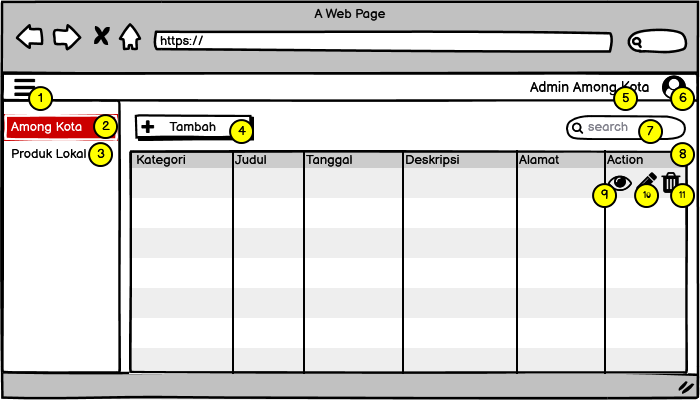 A Web Page
https://
1
Admin Among Kota
5
6
Among Kota
2
Tambah
4
search
7
Produk Lokal
3
8
Kategori
Judul
Tanggal
Deskripsi
Alamat
Action
9
10
11